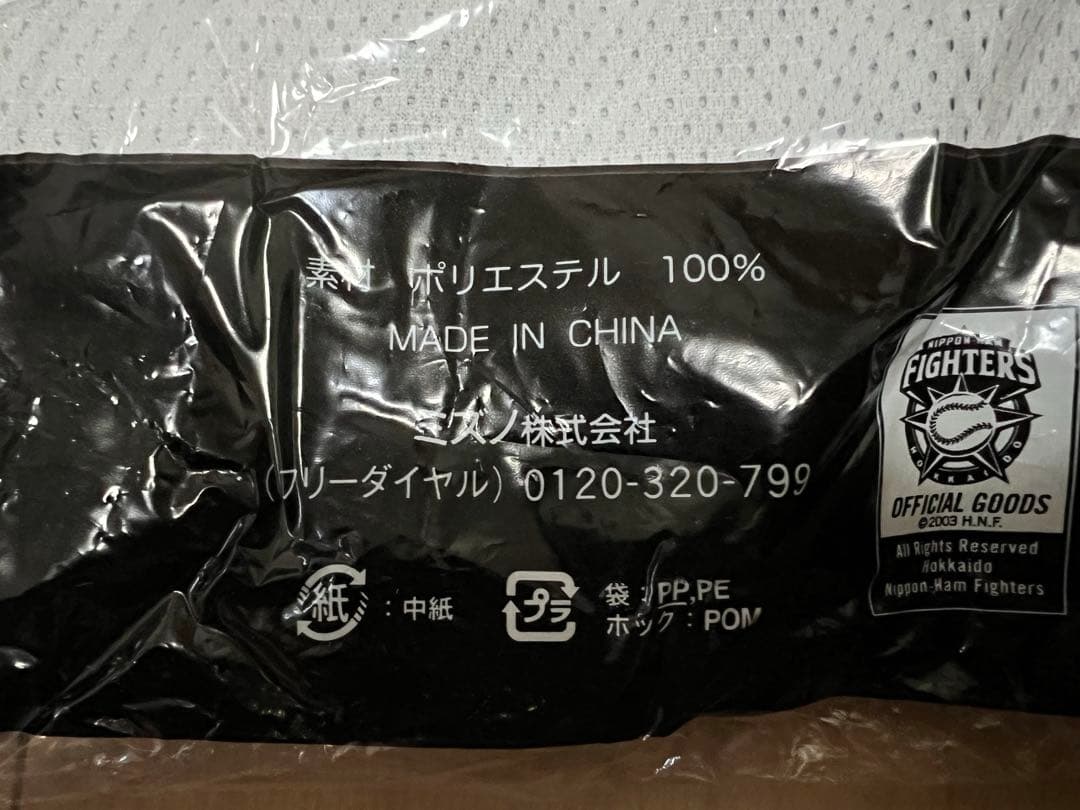 素材 ポリエステル 100%
MADE IN CHINA
ミズノ株式会社
(フリーダイヤル) 0120-320-799
紙 : 中紙
プラ 袋 : PP,PE
ホック : POM
NIPPON-HAM
FIGHTERS
HOKKAIDO
OFFICIAL GOODS
©2003 H.N.F.
All Rights Reserved
Hokkaido
Nippon-Ham Fighters